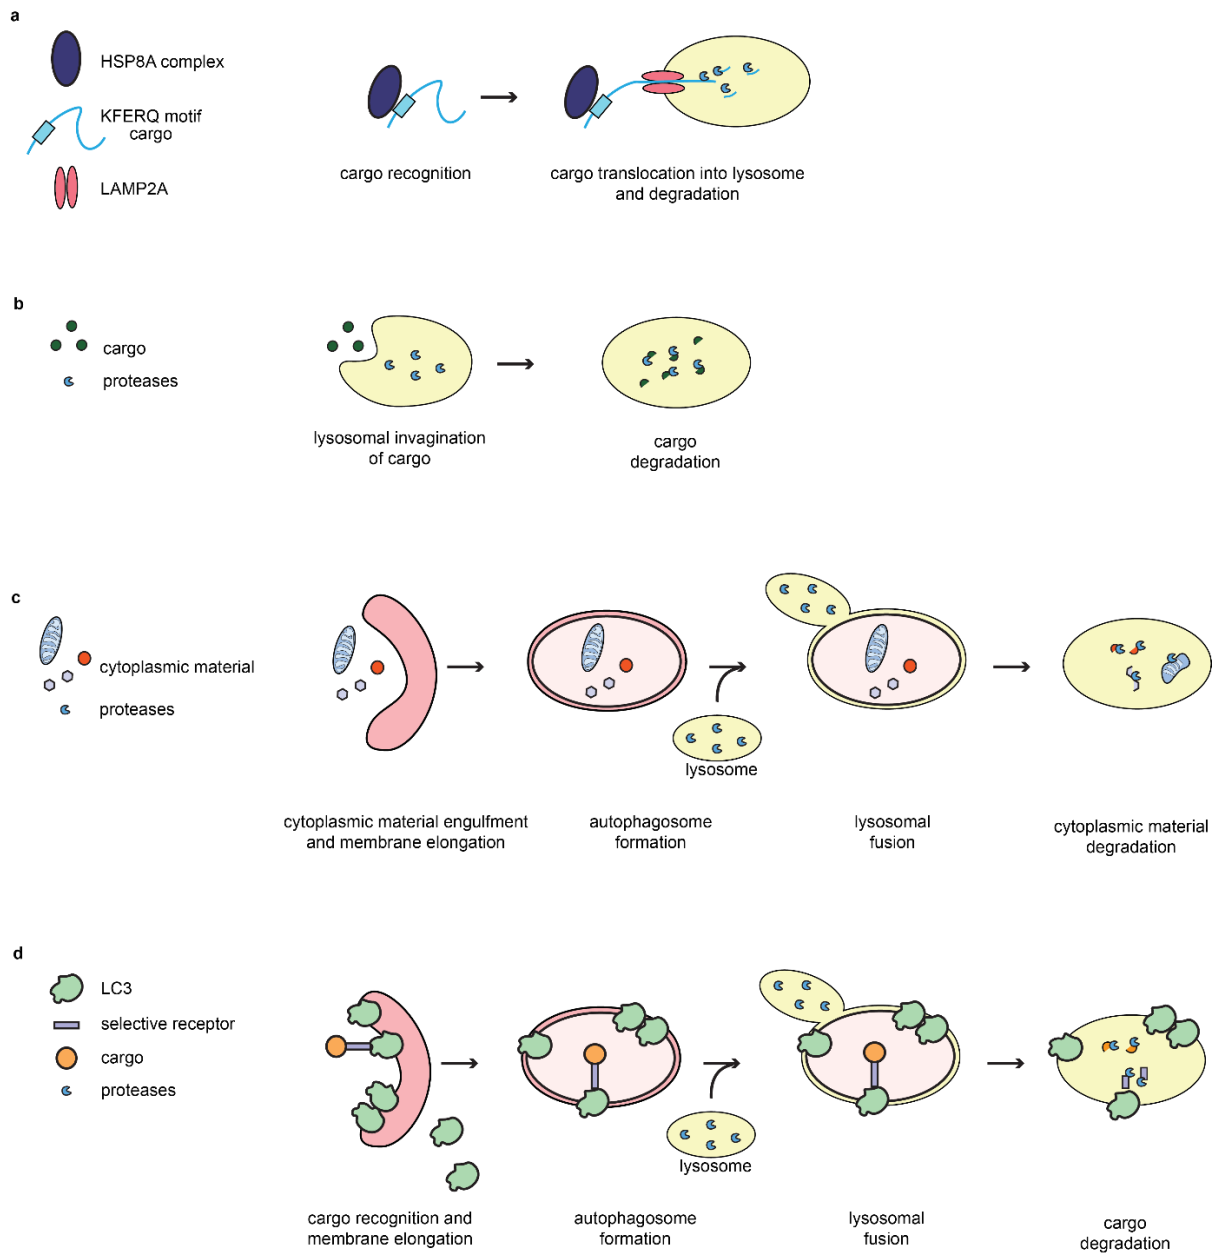 a
HSP8A complex
KFERQ motif
cargo
LAMP2A
cargo recognition
cargo translocation into lysosome
and degradation
b
cargo
proteases
lysosomal invagination
of cargo
cargo
degradation
c
cytoplasmic material
proteases
lysosome
cytoplasmic material engulfment
and membrane elongation
autophagosome
formation
lysosomal
fusion
cytoplasmic material
degradation
d
LC3
selective receptor
cargo
proteases
lysosome
cargo recognition and
membrane elongation
autophagosome
formation
lysosomal
fusion
cargo
degradation